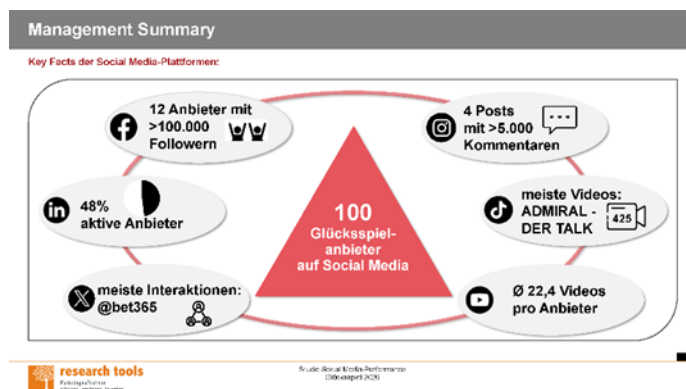 Management Summary
Key Facts der Social Media-Plattformen:
12 Anbieter mit
>100.000
Followern
4 Posts
mit >5.000
Kommentaren
in
48%
aktive Anbieter
100
Glücksspiel-
anbieter
auf Social Media
meiste Videos:
ADMIRAL -
DER TALK
425
meiste Interaktionen:
@bet365
Ø 22,4 Videos
pro Anbieter
research tools
Studie Social Media-Performance